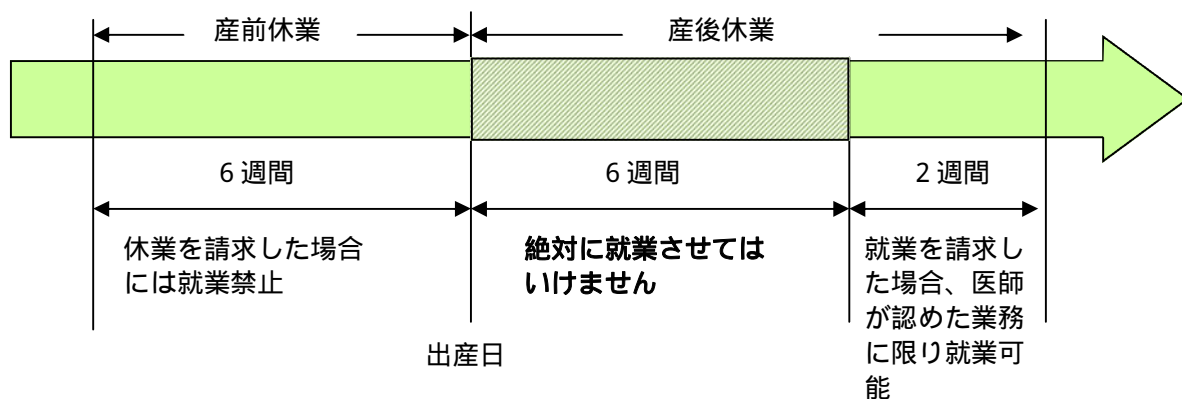 産前休業
産後休業
6週間
6週間
2週間
休業を請求した場合
には就業禁止
絶対に就業させては
いけません
就業を請求し
た場合、医師
が認めた業務
に限り就業可
能
出産日